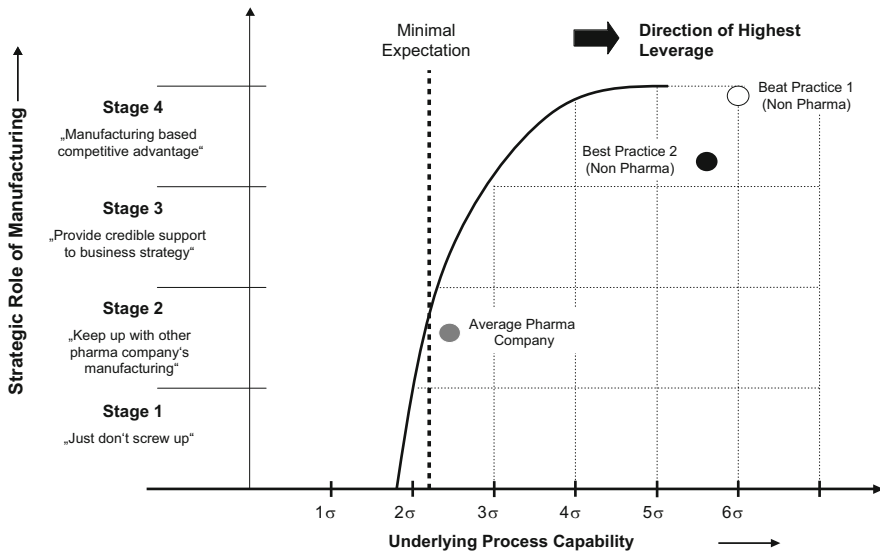 Minimal
Expectation
Direction of Highest
Leverage
Strategic Role of Manufacturing
Stage 4
„Manufacturing based
competitive advantage“
Beat Practice 1
(Non Pharma)
Best Practice 2
(Non Pharma)
Stage 3
„Provide credible support
to business strategy“
Stage 2
„Keep up with other
pharma company‘s
manufacturing“
Average Pharma
Company
Stage 1
„Just don‘t screw up“
1σ 2σ 3σ 4σ 5σ 6σ
Underlying Process Capability